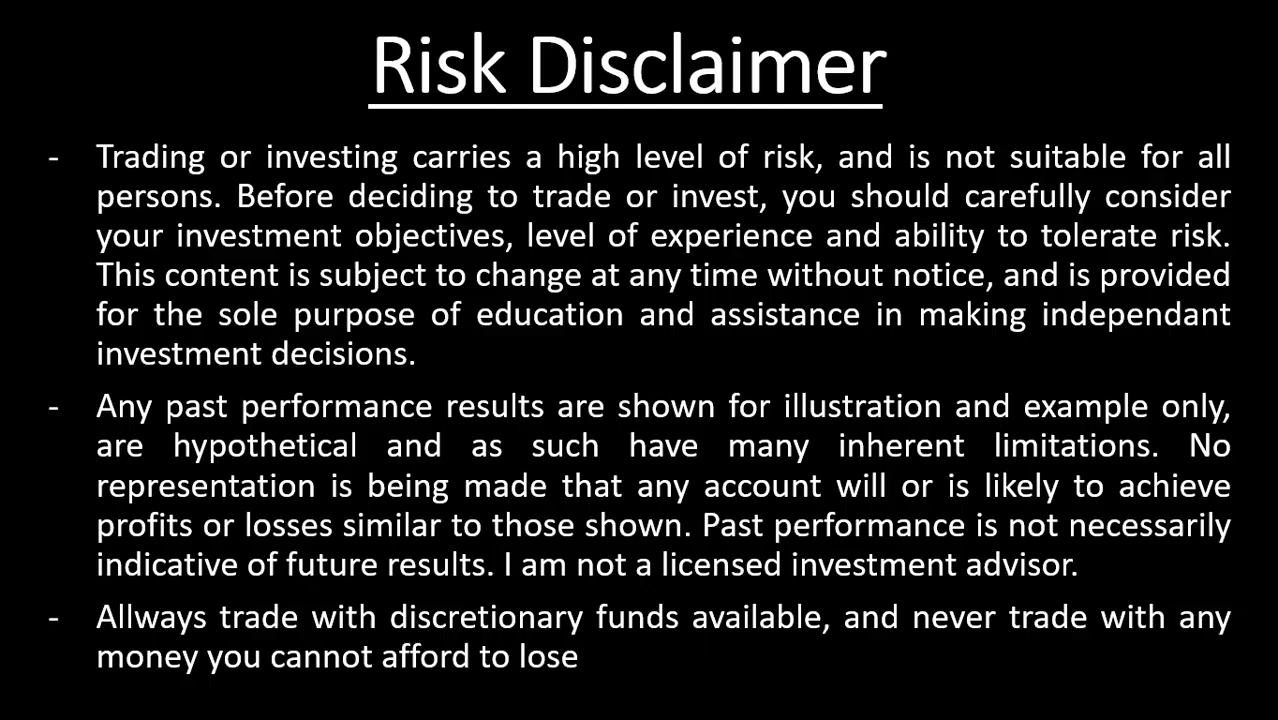 Risk Disclaimer
- Trading or investing carries a high level of risk, and is not suitable for all
persons. Before deciding to trade or invest, you should carefully consider
your investment objectives, level of experience and ability to tolerate risk.
This content is subject to change at any time without notice, and is provided
for the sole purpose of education and assistance in making independant
investment decisions.
- Any past performance results are shown for illustration and example only,
are hypothetical and as such have many inherent limitations. No
representation is being made that any account will or is likely to achieve
profits or losses similar to those shown. Past performance is not necessarily
indicative of future results. I am not a licensed investment advisor.
- Allways trade with discretionary funds available, and never trade with any
money you cannot afford to lose